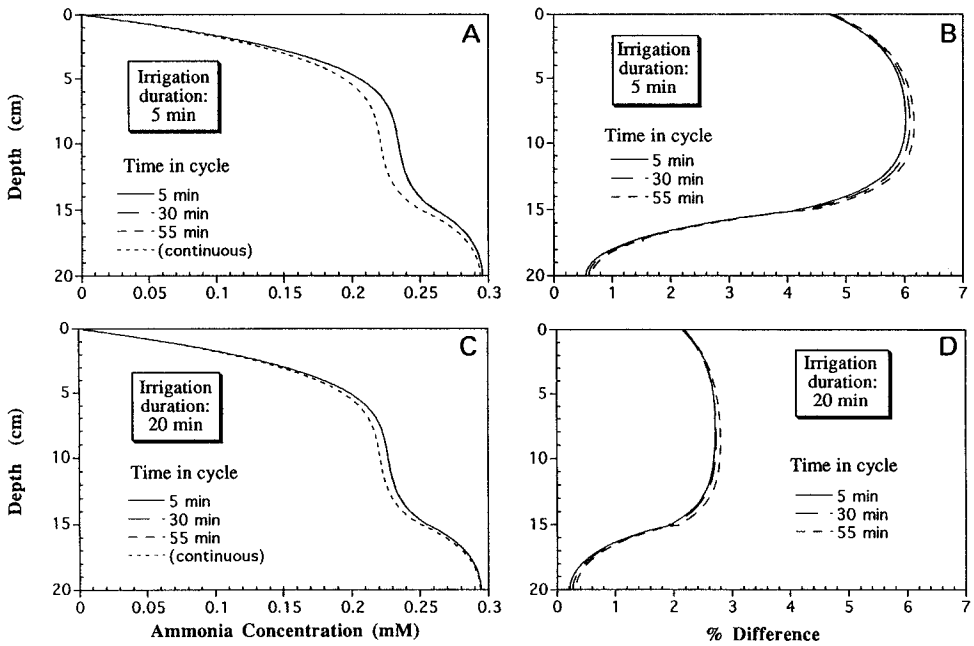 0
5
10
15
20
Depth (cm)
A
Irrigation
duration:
5 min
Time in cycle
5 min
30 min
55 min
(continuous)
0 0.05 0.1 0.15 0.2 0.25 0.3
0
5
10
15
20
B
Irrigation
duration:
5 min
Time in cycle
5 min
30 min
55 min
0 1 2 3 4 5 6 7
0
5
10
15
20
Depth (cm)
C
Irrigation
duration:
20 min
Time in cycle
5 min
30 min
55 min
(continuous)
0 0.05 0.1 0.15 0.2 0.25 0.3
Ammonia Concentration (mM)
0
5
10
15
20
D
Irrigation
duration:
20 min
Time in cycle
5 min
30 min
55 min
0 1 2 3 4 5 6 7
% Difference